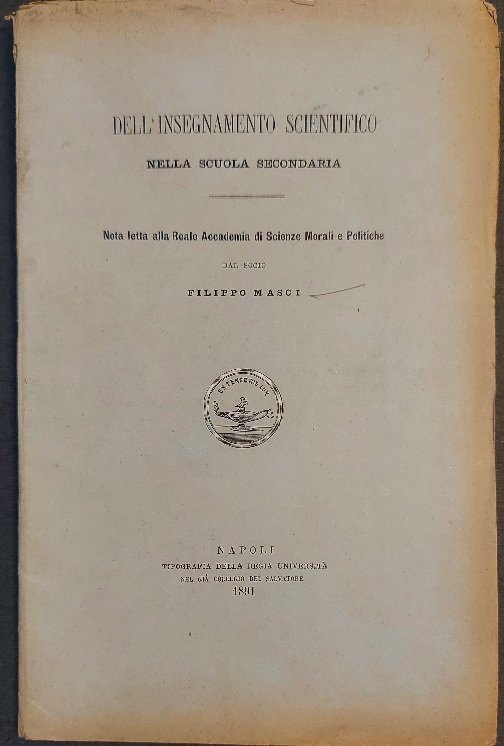 DELL'INSEGNAMENTO SCIENTIFICO
NELLA SCUOLA SECONDARIA
Nota letta alla Reale Accademia di Scienze Morali e Politiche
DAL SOCIO
FILIPPO MASCI
NAPOLI
TIPOGRAFIA DELLA REGIA UNIVERSITÀ
NEL GIÀ COLLEGIO DEL SALVATORE
1891